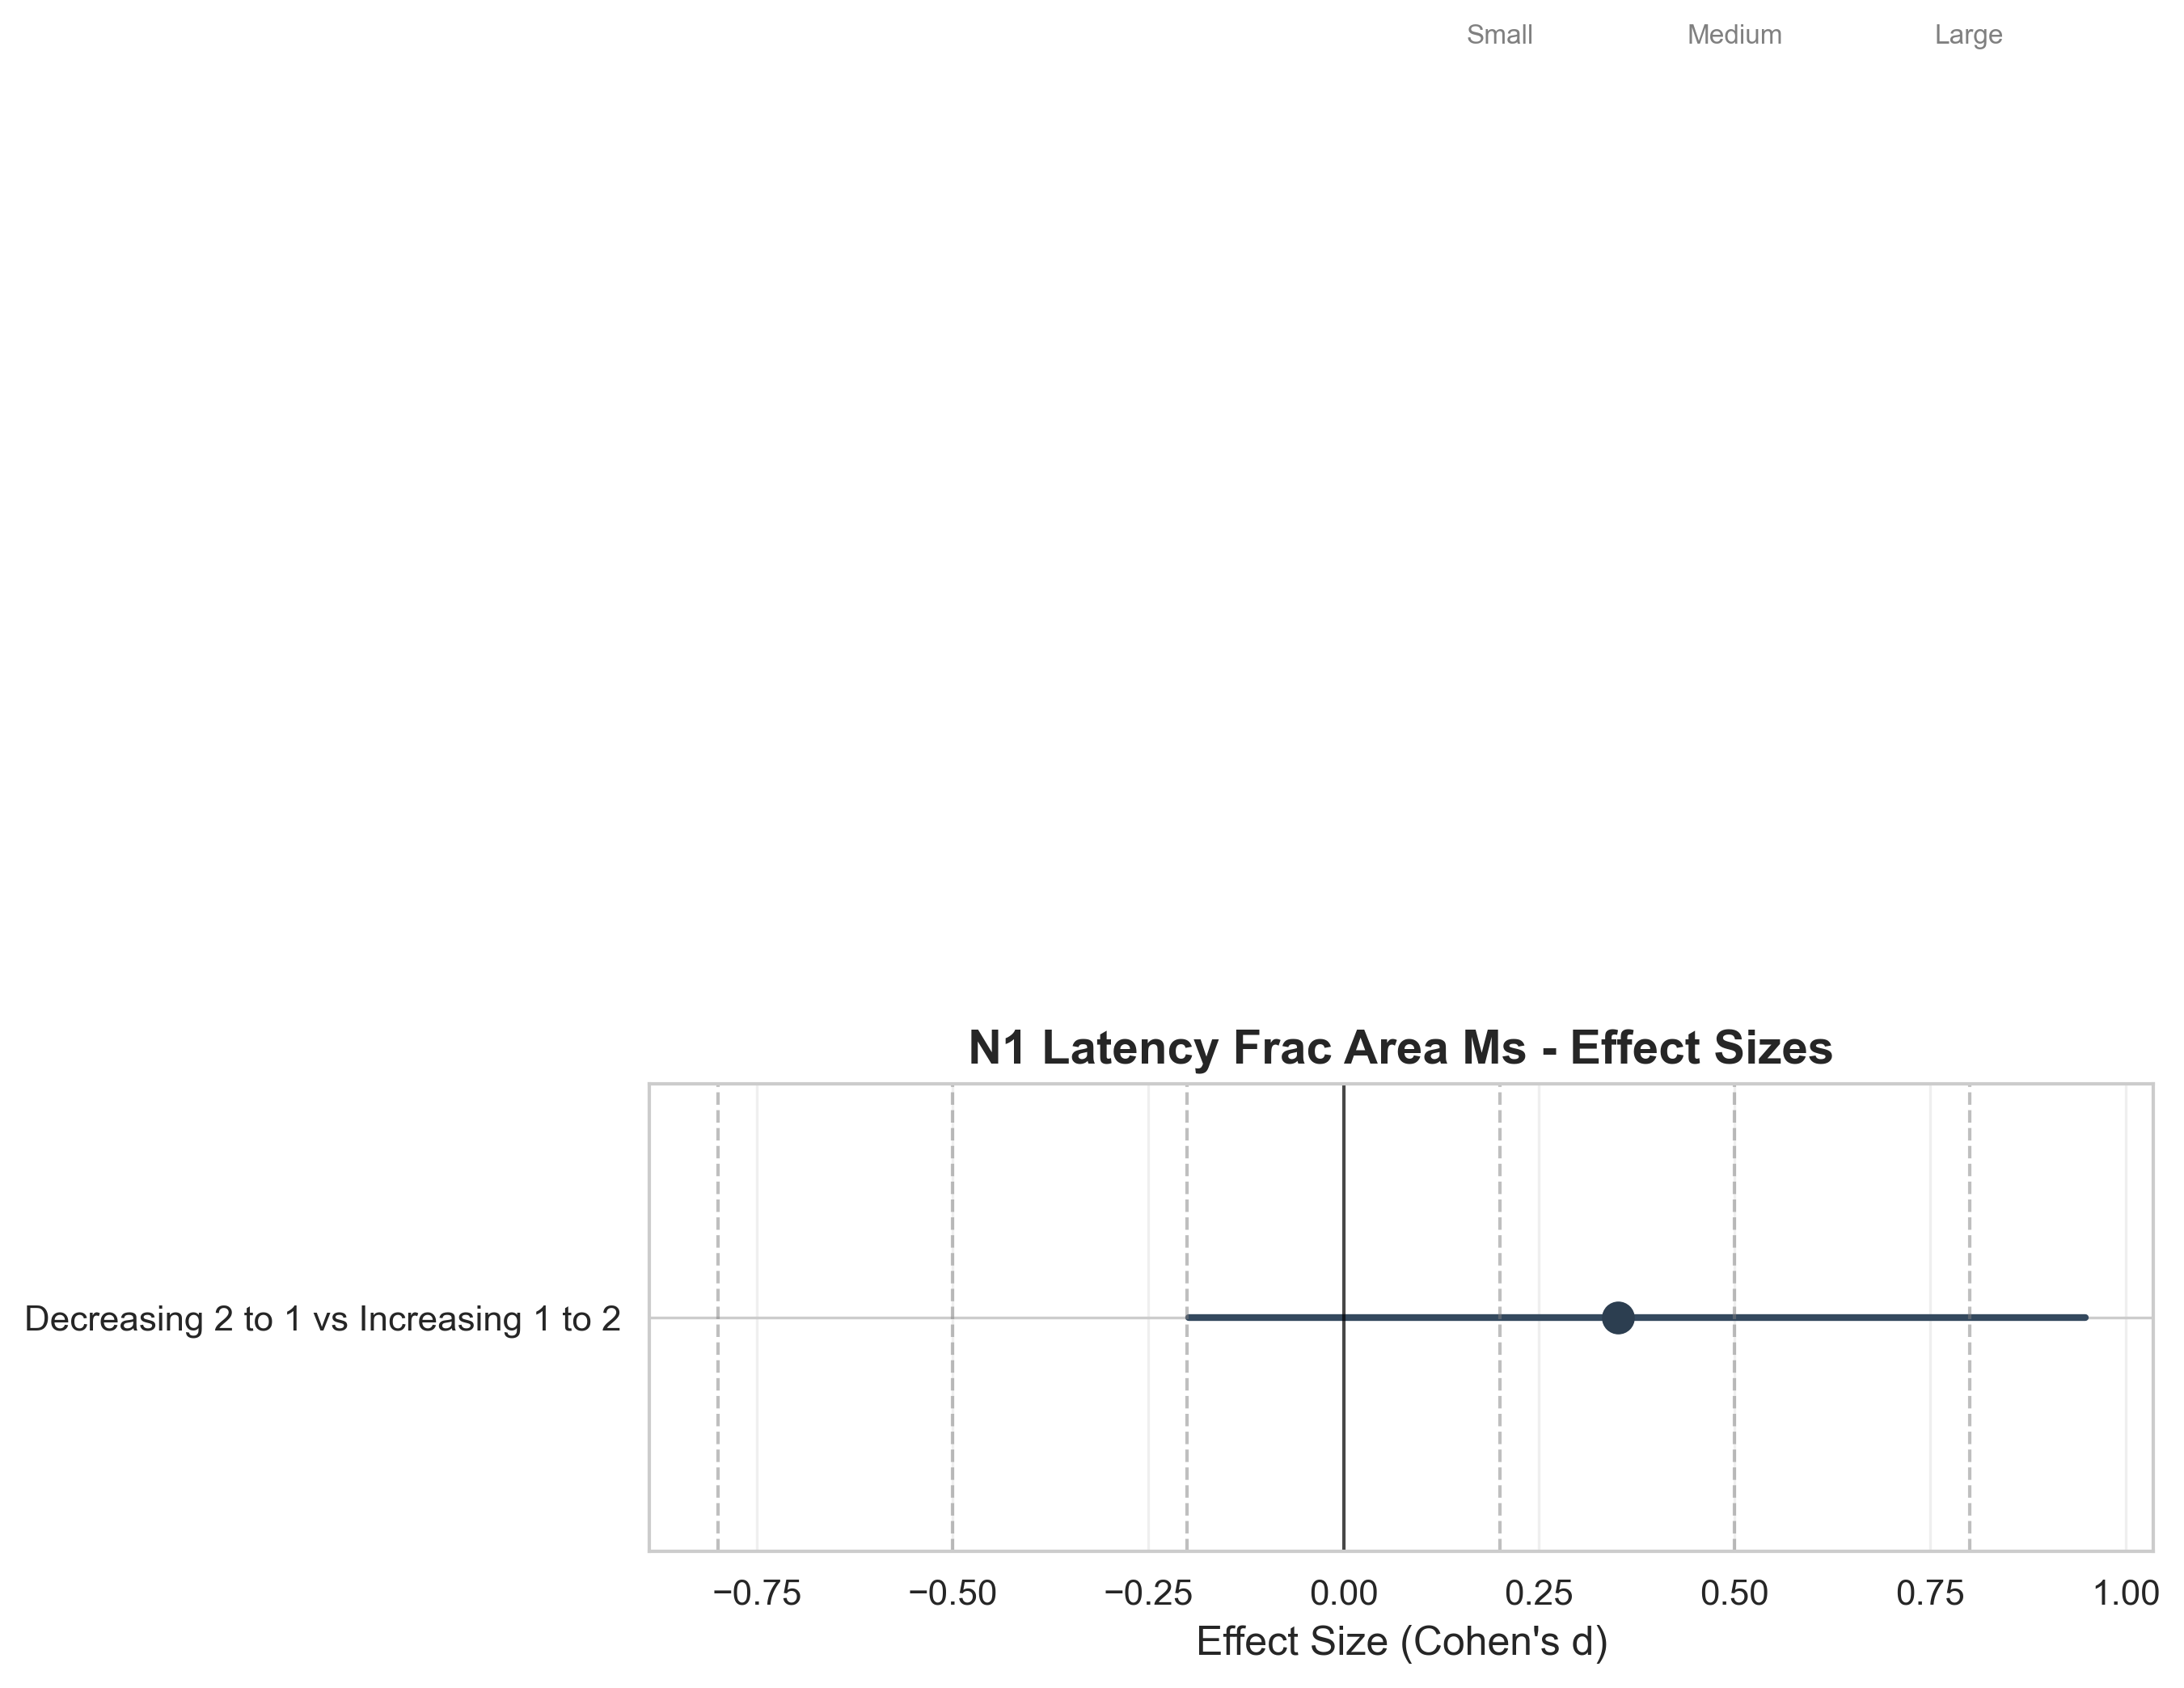 Small Medium Large
N1 Latency Frac Area Ms - Effect Sizes
Decreasing 2 to 1 vs Increasing 1 to 2
−0.75 −0.50 −0.25 0.00 0.25 0.50 0.75 1.00
Effect Size (Cohen's d)